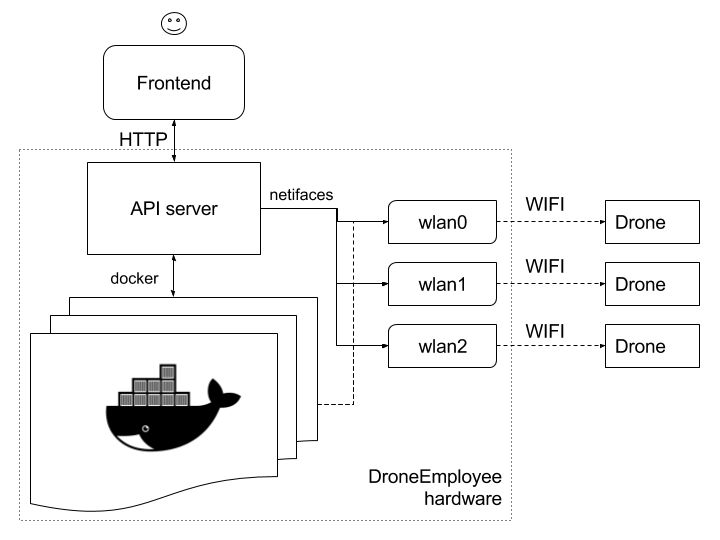 Frontend
HTTP
API server
netifaces
docker
wlan0
WIFI
Drone
wlan1
WIFI
Drone
wlan2
WIFI
Drone
DroneEmployee
hardware